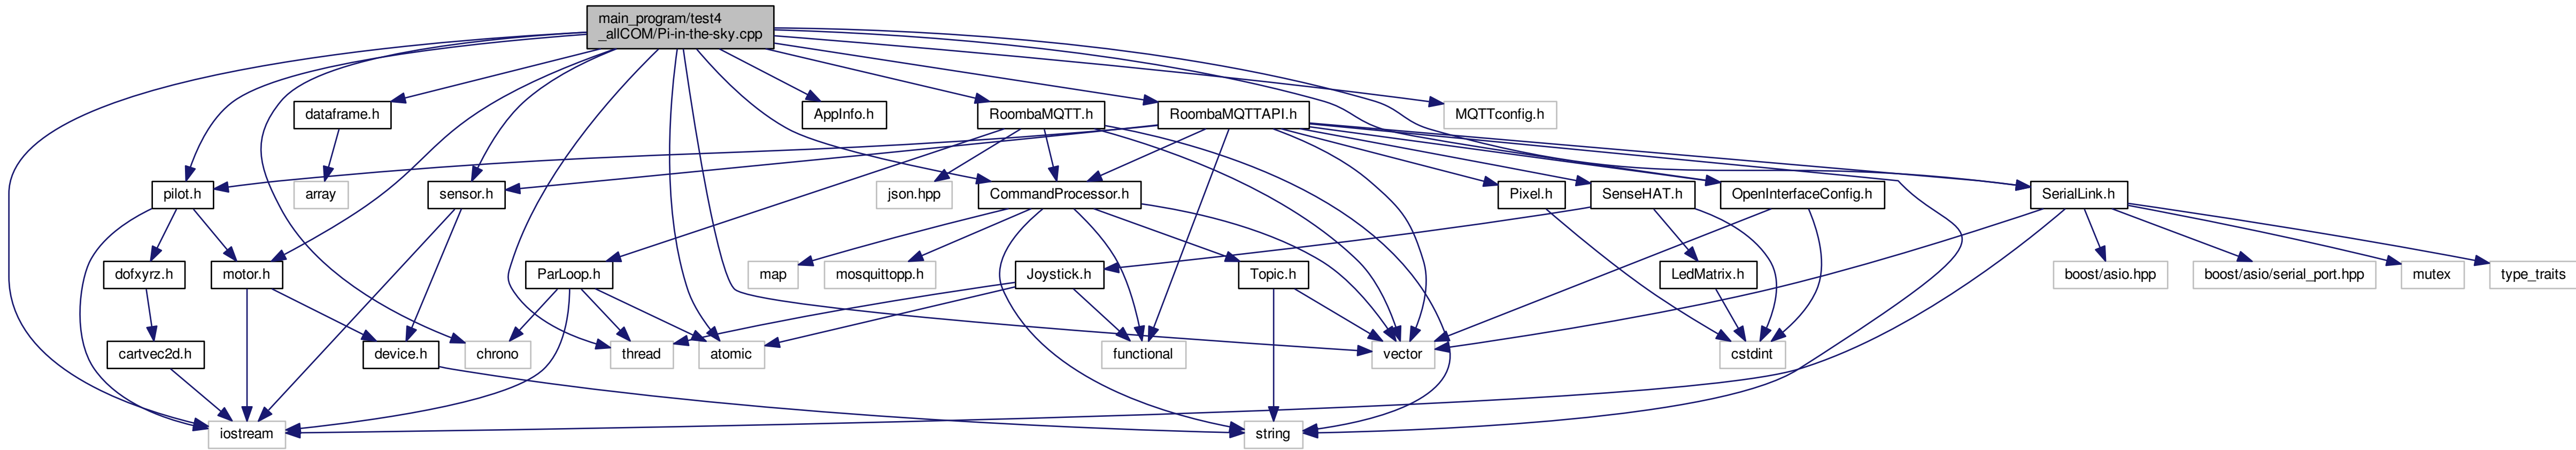 main_program/test4
_allCOM/Pi-in-the-sky.cpp
dataframe.h
AppInfo.h
RoombaMQTT.h
RoombaMQTTAPI.h
MQTTconfig.h
pilot.h
array
sensor.h
json.hpp
CommandProcessor.h
Pixel.h
SenseHAT.h
OpenInterfaceConfig.h
SerialLink.h
dofxyrz.h
motor.h
ParLoop.h
map
mosquittopp.h
Joystick.h
Topic.h
LedMatrix.h
boost/asio.hpp
boost/asio/serial_port.hpp
mutex
type_traits
cartvec2d.h
device.h
chrono
thread
atomic
functional
vector
cstdint
iostream
string